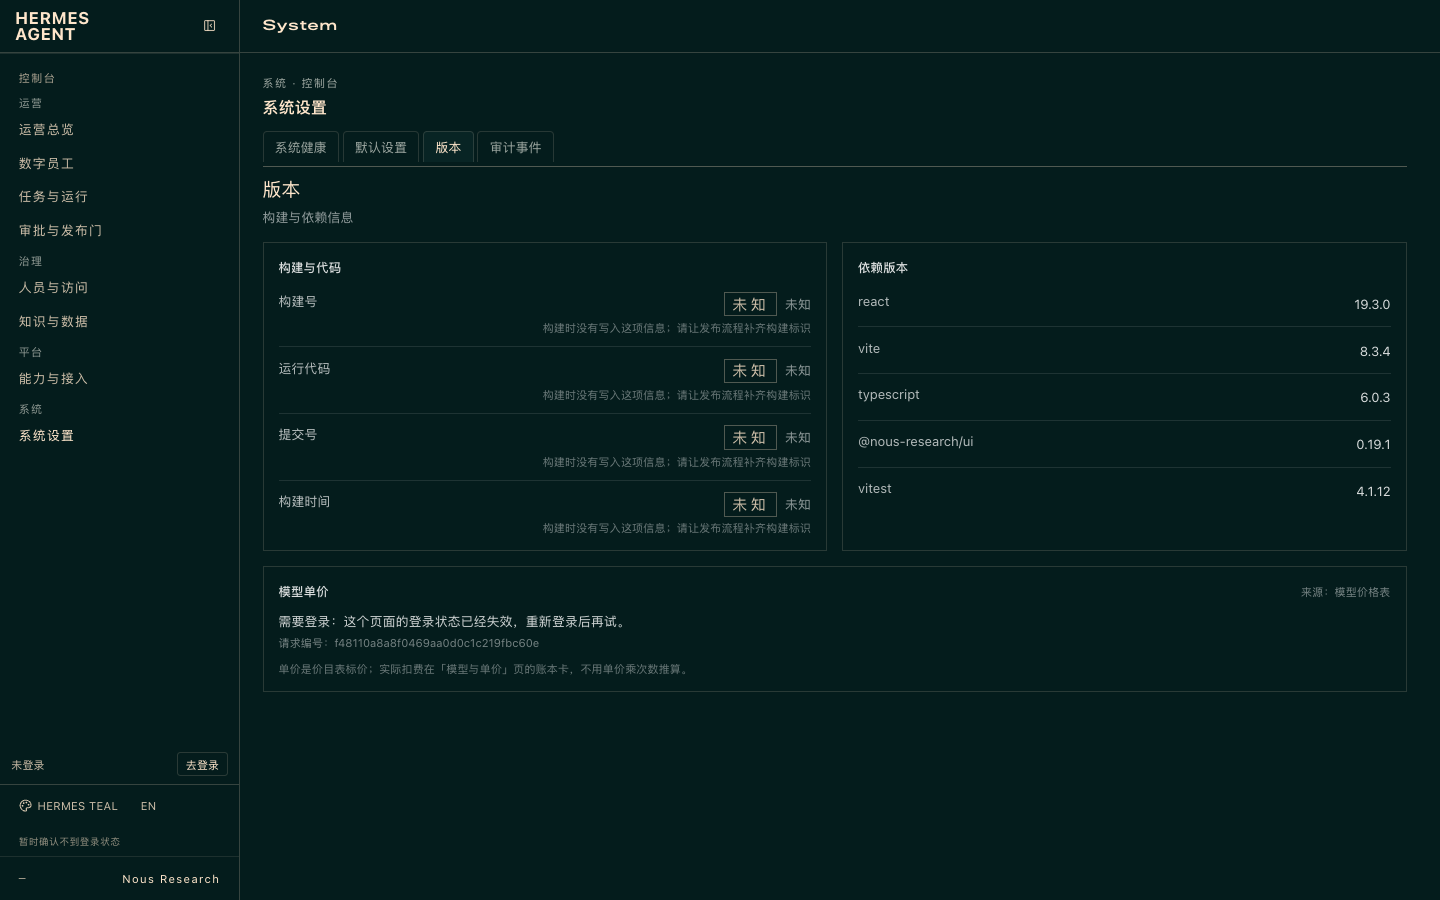 HERMES
AGENT
控制台
运营
运营总览
数字员工
任务与运行
审批与发布门
治理
人员与访问
知识与数据
平台
能力与接入
系统
系统设置
未登录
去登录
HERMES TEAL EN
暂时确认不到登录状态
— Nous Research
System
系统 · 控制台
系统设置
系统健康 默认设置 版本 审计事件
版本
构建与依赖信息
构建与代码
构建号 未知 未知
构建时没有写入这项信息；请让发布流程补齐构建标识
运行代码 未知 未知
构建时没有写入这项信息；请让发布流程补齐构建标识
提交号 未知 未知
构建时没有写入这项信息；请让发布流程补齐构建标识
构建时间 未知 未知
构建时没有写入这项信息；请让发布流程补齐构建标识
依赖版本
react 19.3.0
vite 8.3.4
typescript 6.0.3
@nous-research/ui 0.19.1
vitest 4.1.12
模型单价 来源：模型价格表
需要登录：这个页面的登录状态已经失效，重新登录后再试。
请求编号：f48110a8a8f0469aa0d0c1c219fbc60e
单价是价目表标价；实际扣费在「模型与单价」页的账本卡，不用单价乘次数推算。